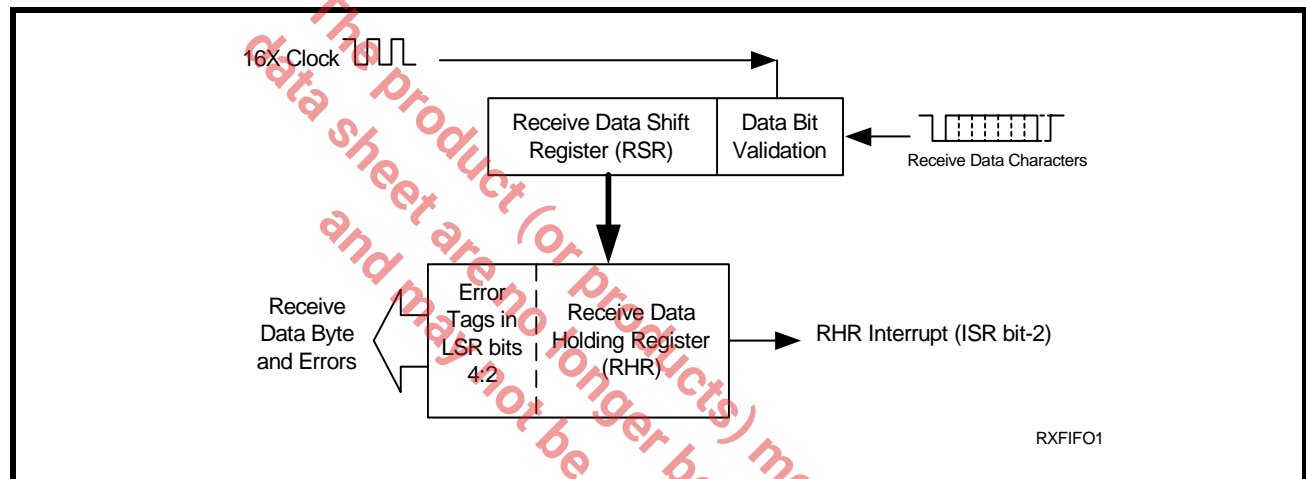 16X Clock
Receive Data Shift
Register (RSR)
Data Bit
Validation
Receive Data Characters
Receive
Data Byte
and Errors
Error
Tags in
LSR bits
4:2
Receive Data
Holding Register
(RHR)
RHR Interrupt (ISR bit-2)
RXFIFO1
The product (or products) me
data sheet are no longer be
and may not be